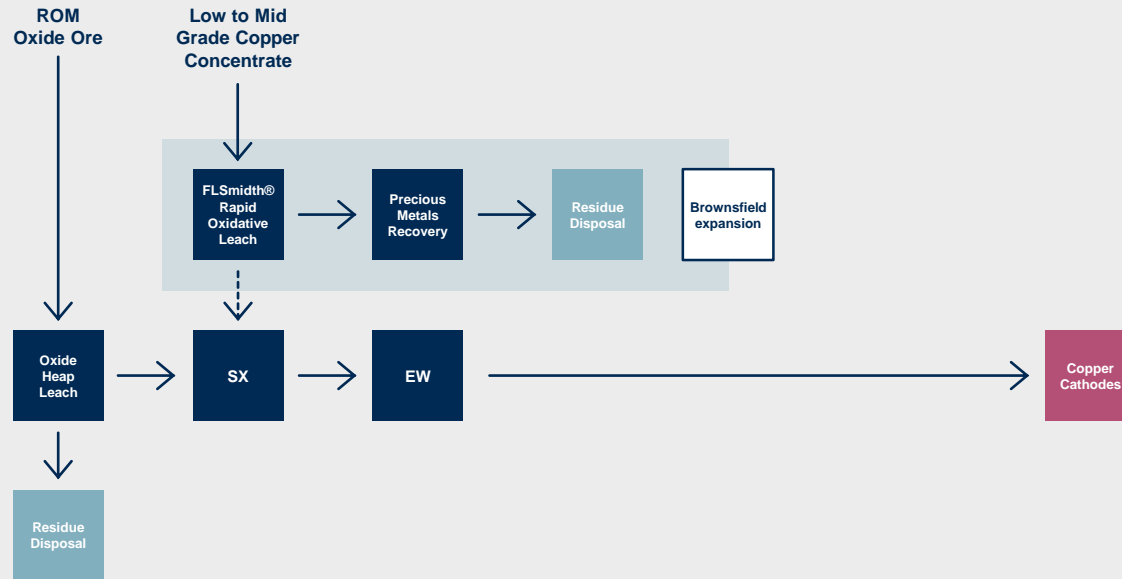 ROM
Oxide Ore
Low to Mid
Grade Copper
Concentrate
FLSmidth®
Rapid
Oxidative
Leach
Precious
Metals
Recovery
Residue
Disposal
Brownsfield
expansion
Oxide
Heap
Leach
SX
EW
Copper
Cathodes
Residue
Disposal